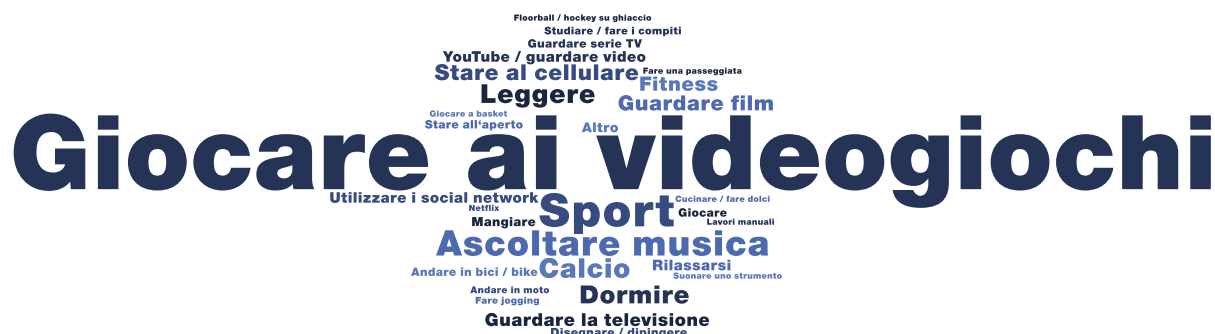 Floorball / hockey su ghiaccio
Studiare / fare i compiti
Guardare serie TV
YouTube / guardare video
Stare al cellulare
Fare una passeggiata
Fitness
Leggere
Guardare film
Giocare a basket
Stare all'aperto
Altro
Giocare ai videogiochi
Utilizzare i social network
Sport
Cucinare / fare dolci
Netflix
Giocare
Mangiare
Lavori manuali
Ascoltare musica
Andare in bici / bike
Calcio
Rilassarsi
Suonare uno strumento
Andare in moto
Dormire
Fare jogging
Guardare la televisione
Disegnare / dipingere